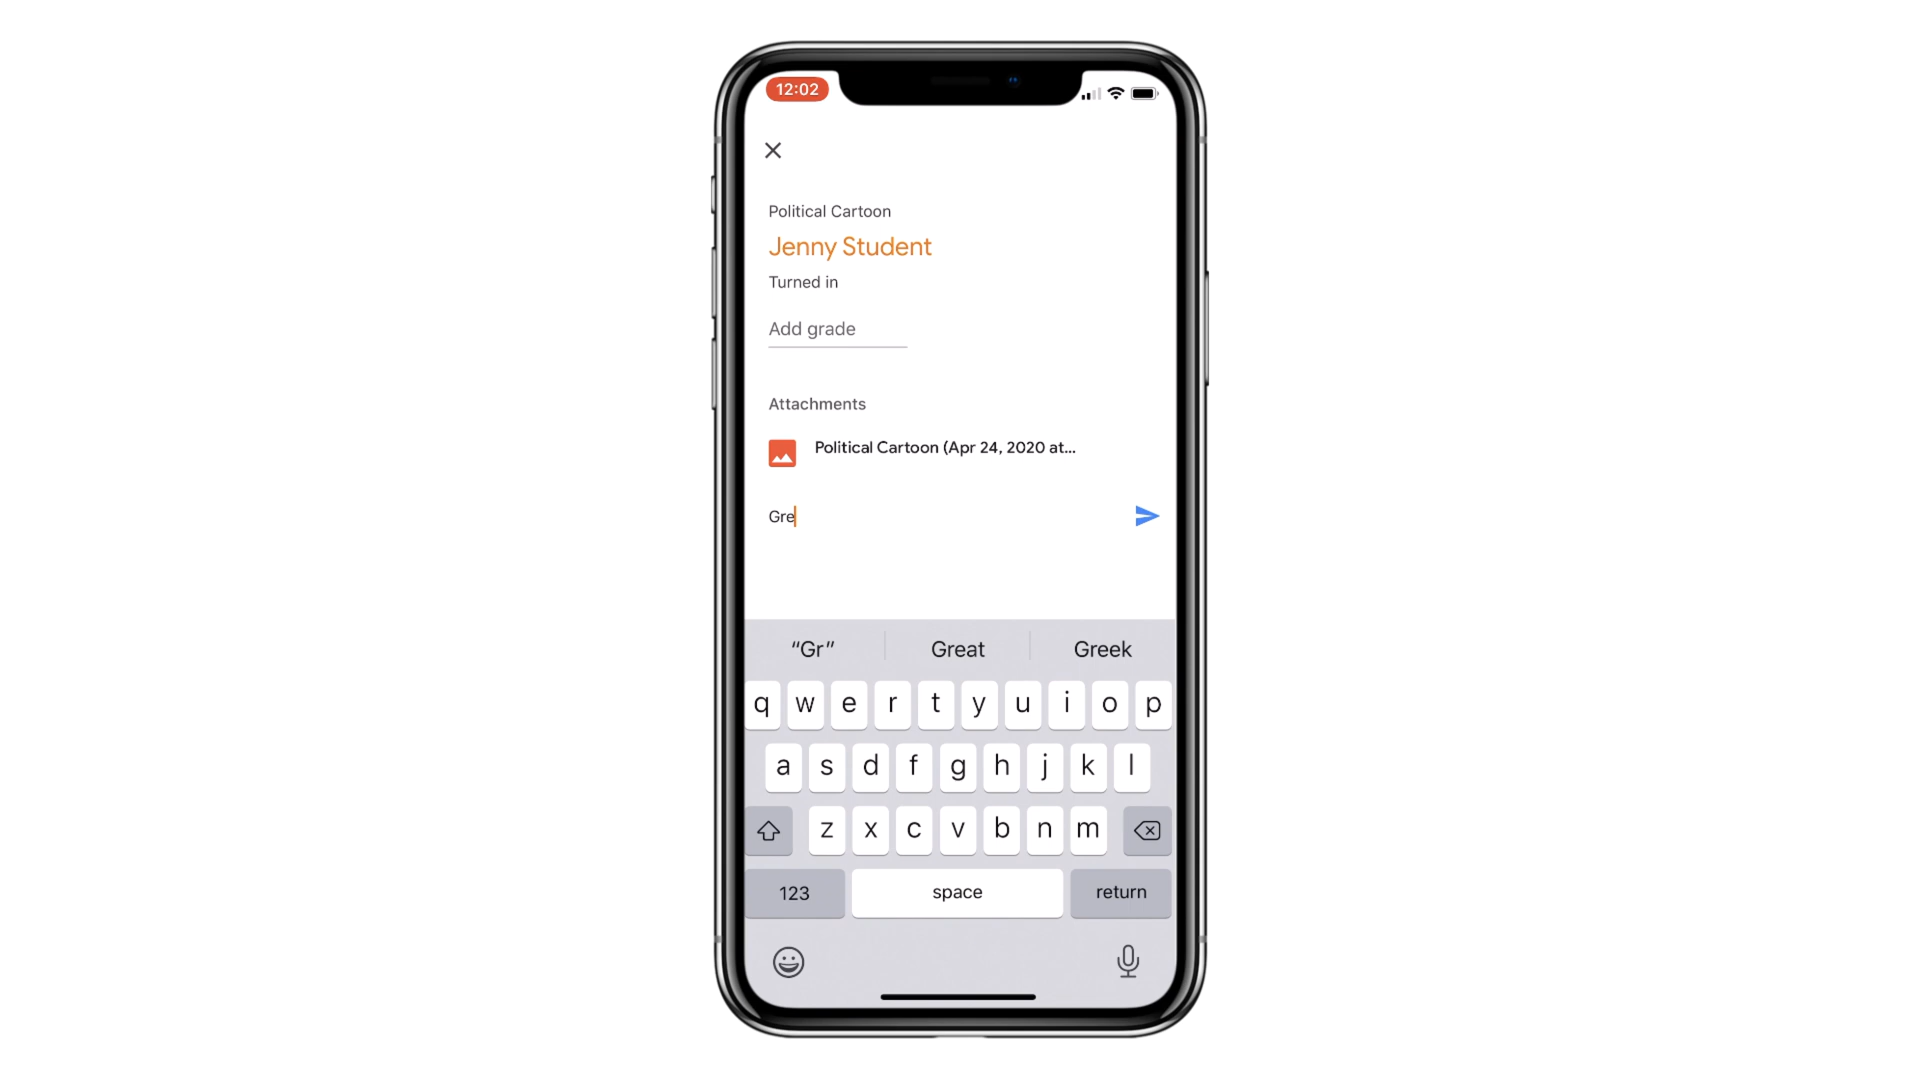 12:02
Political Cartoon
Jenny Student
Turned in
Add grade
Attachments
Political Cartoon (Apr 24, 2020 at...
Gre
“Gr” Great Greek
q w e r t y u i o p
a s d f g h j k l
z x c v b n m
123 space return